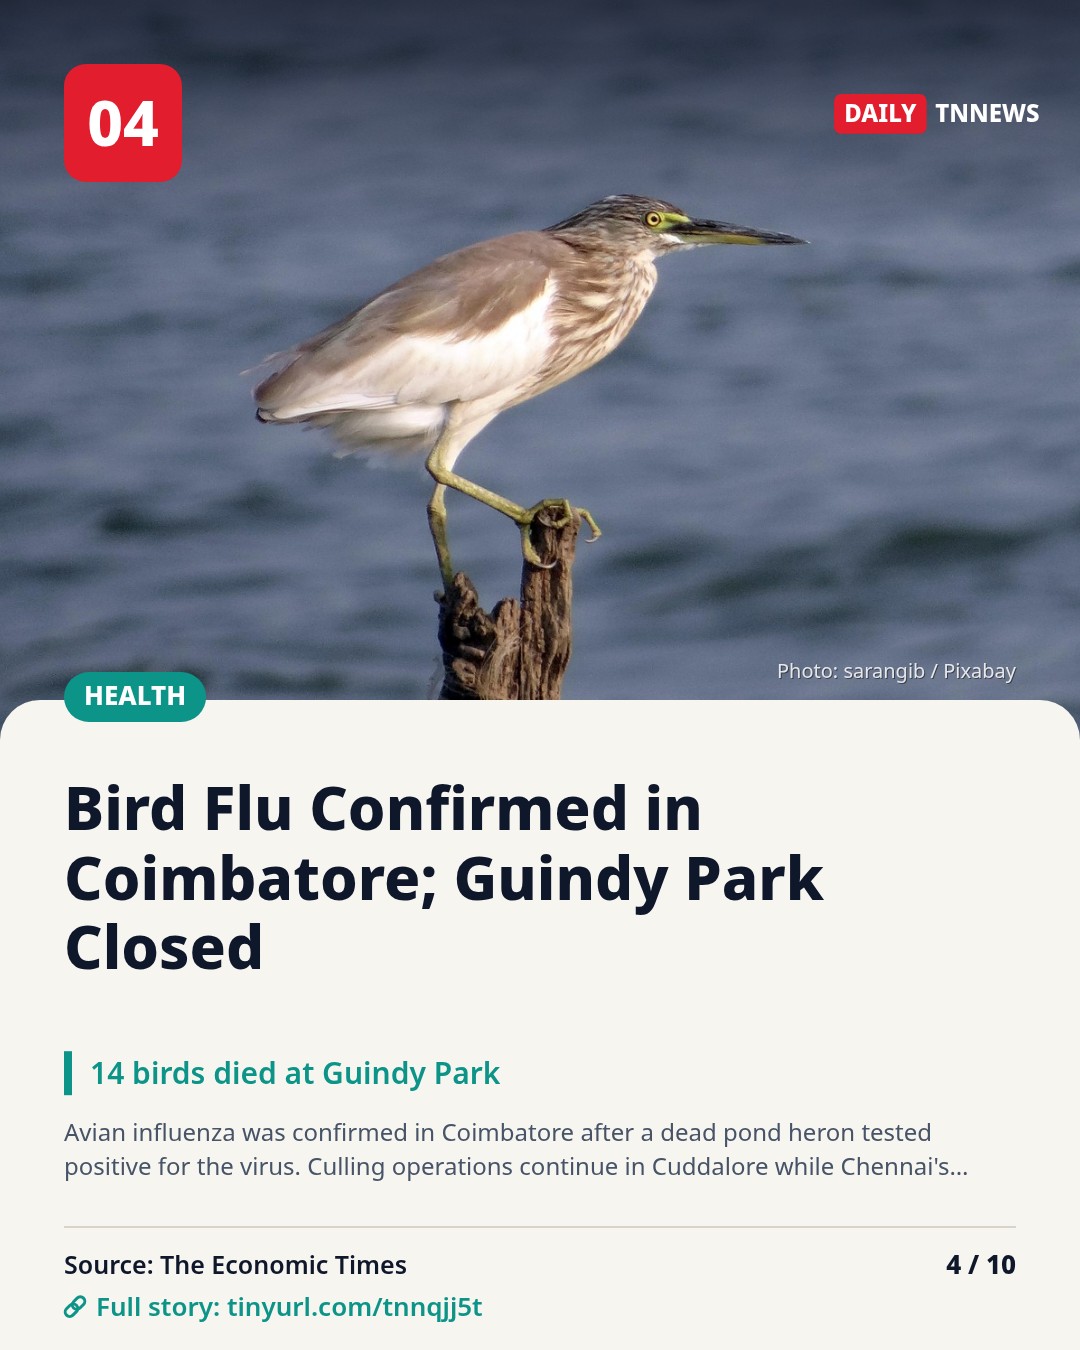 04
DAILY TNNEWS
Photo: sarangib / Pixabay
HEALTH
Bird Flu Confirmed in
Coimbatore; Guindy Park
Closed
14 birds died at Guindy Park
Avian influenza was confirmed in Coimbatore after a dead pond heron tested
positive for the virus. Culling operations continue in Cuddalore while Chennai's...
Source: The Economic Times
4 / 10
Full story: tinyurl.com/tnnqjj5t